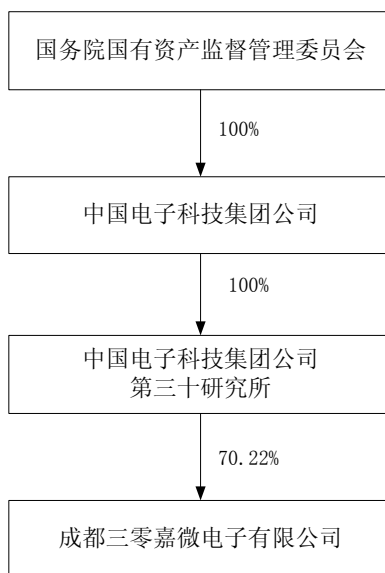 国务院国有资产监督管理委员会
100%
中国电子科技集团公司
100%
中国电子科技集团公司
第三十研究所
70.22%
成都三零嘉微电子有限公司